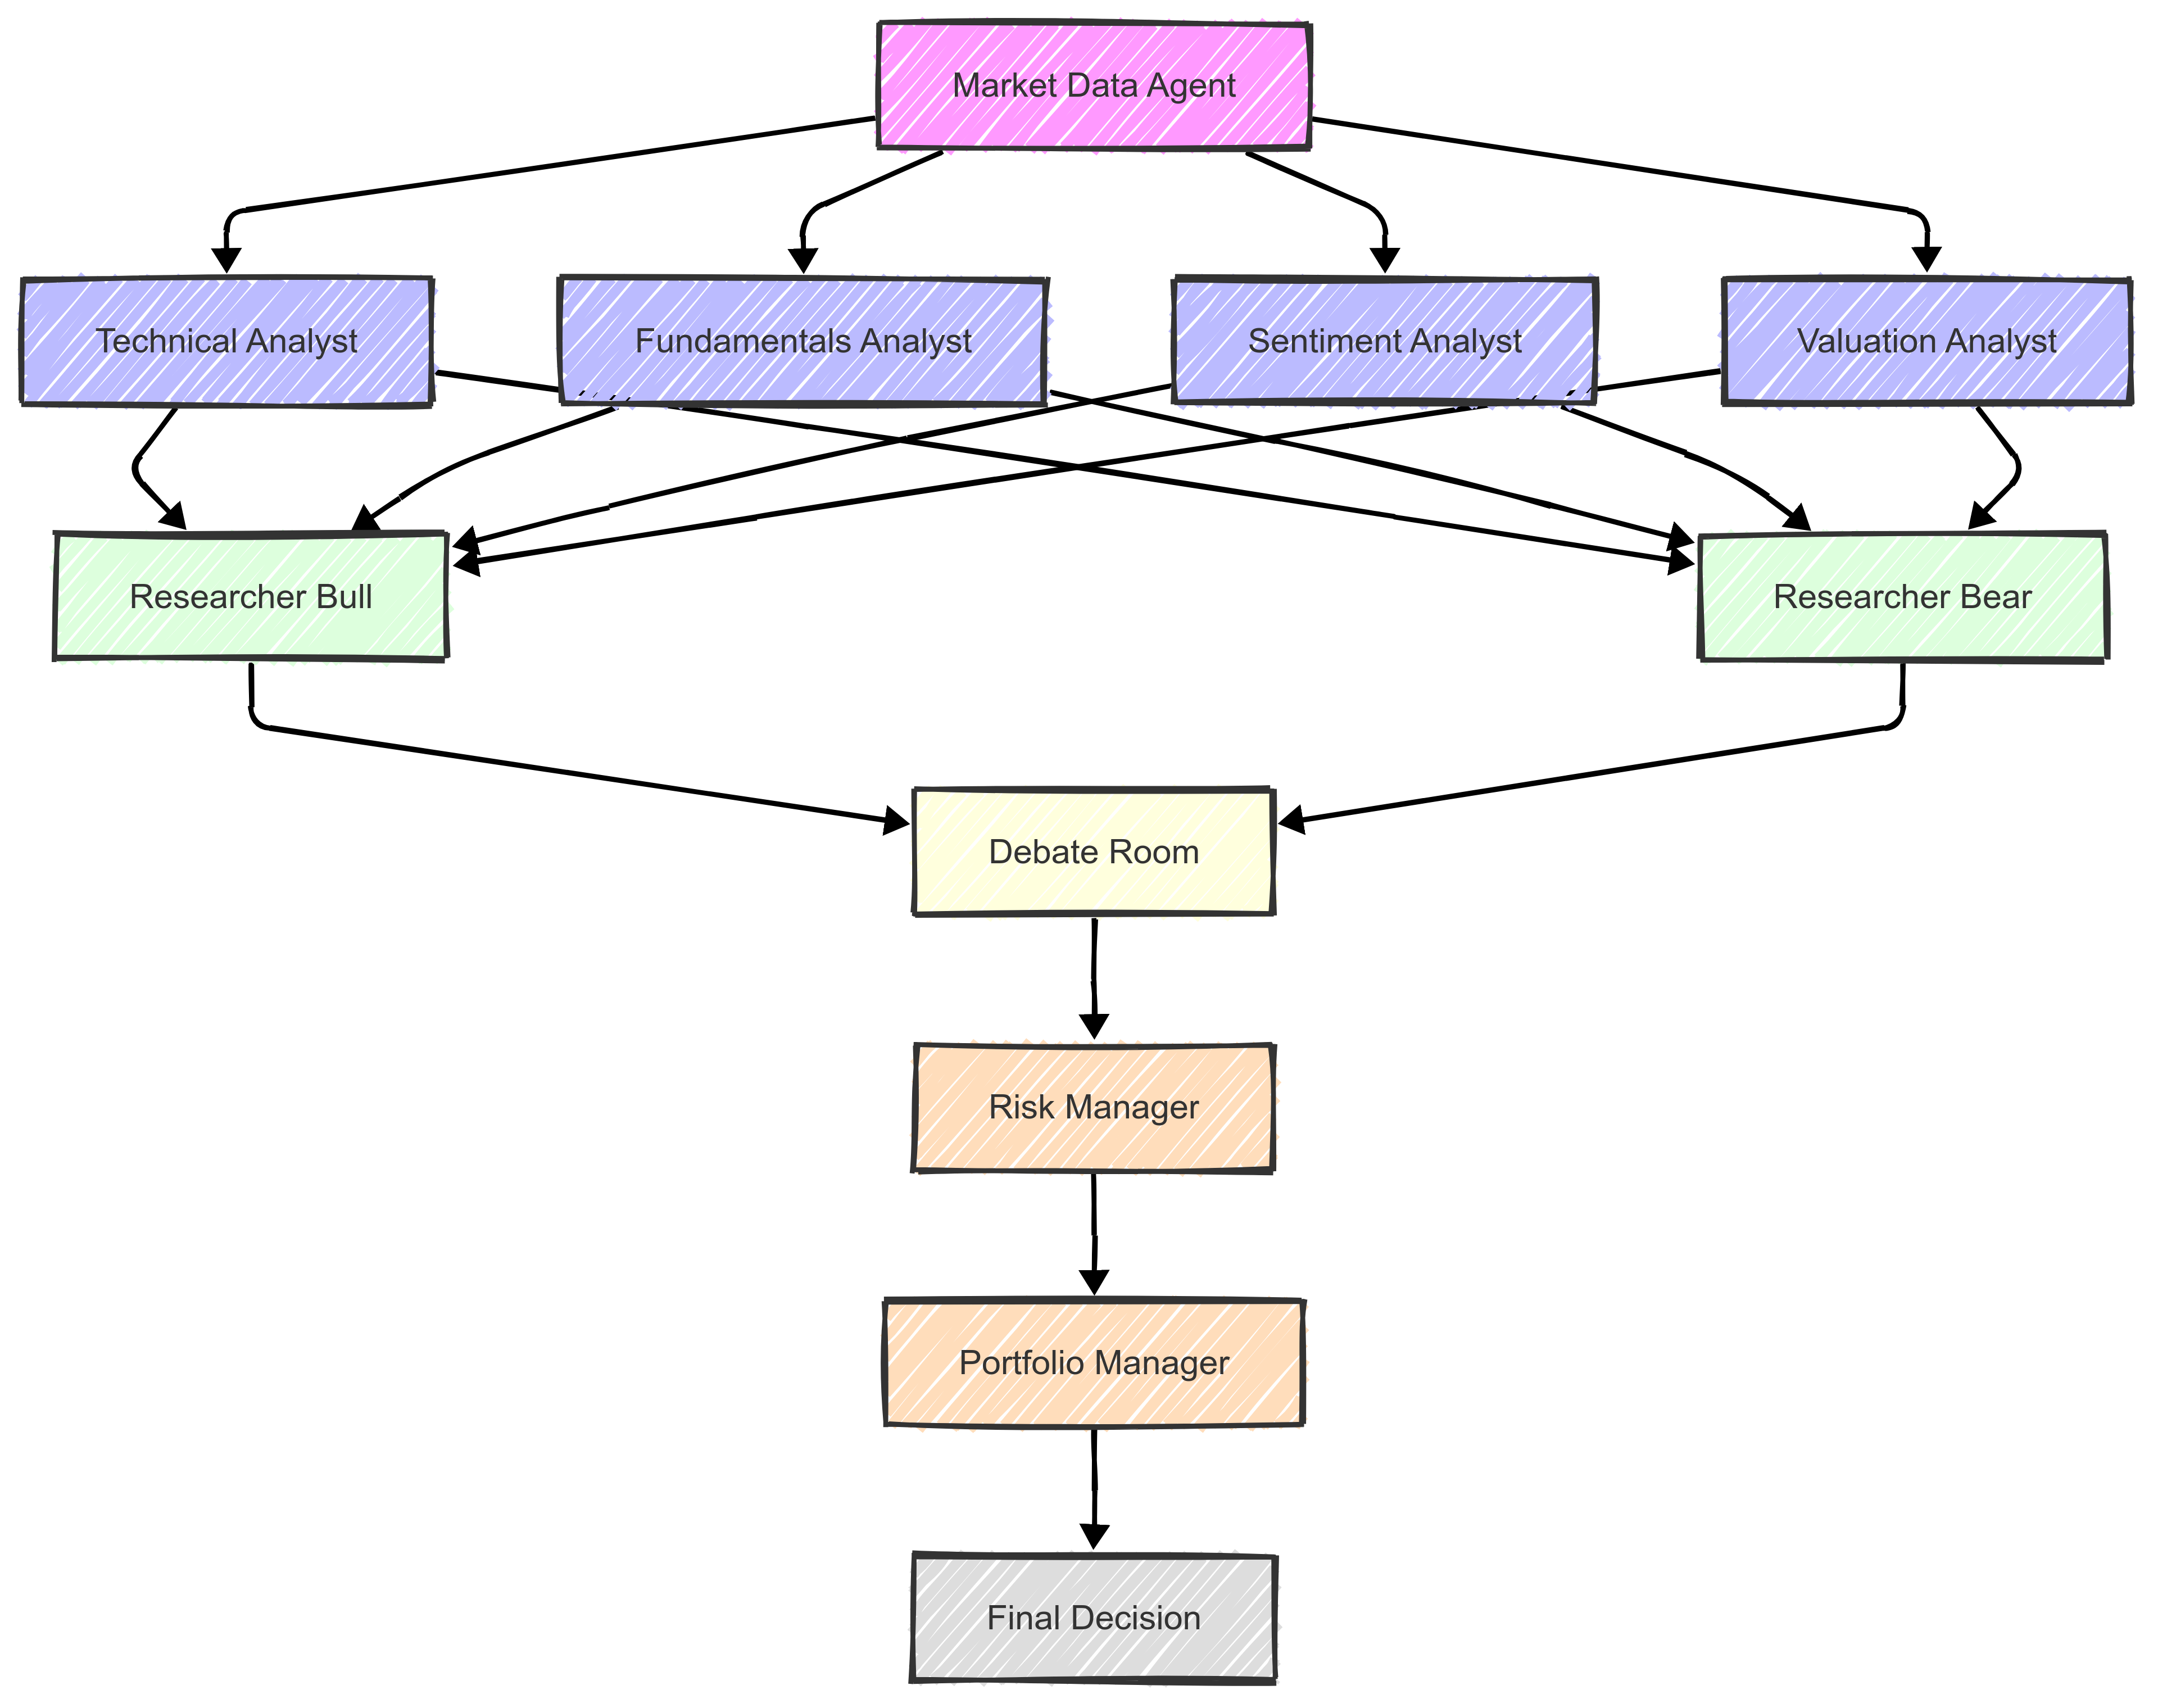 Market Data Agent
Technical Analyst
Fundamentals Analyst
Sentiment Analyst
Valuation Analyst
Researcher Bull
Researcher Bear
Debate Room
Risk Manager
Portfolio Manager
Final Decision